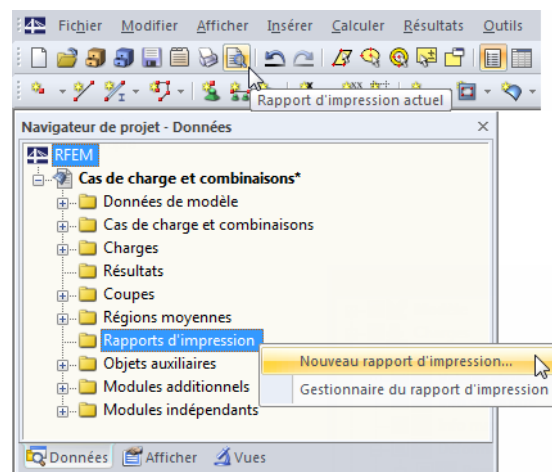 Fichier Modifier Afficher Insérer Calculer Résultats Outils
Rapport d'impression actuel
Navigateur de projet - Données
RFEM
Cas de charge et combinaisons*
Données de modèle
Cas de charge et combinaisons
Charges
Résultats
Coupes
Régions moyennes
Rapports d'impression
Nouveau rapport d'impression...
Objets auxiliaires
Gestionnaire du rapport d'impression
Modules additionnels
Modules indépendants
Données Afficher Vues